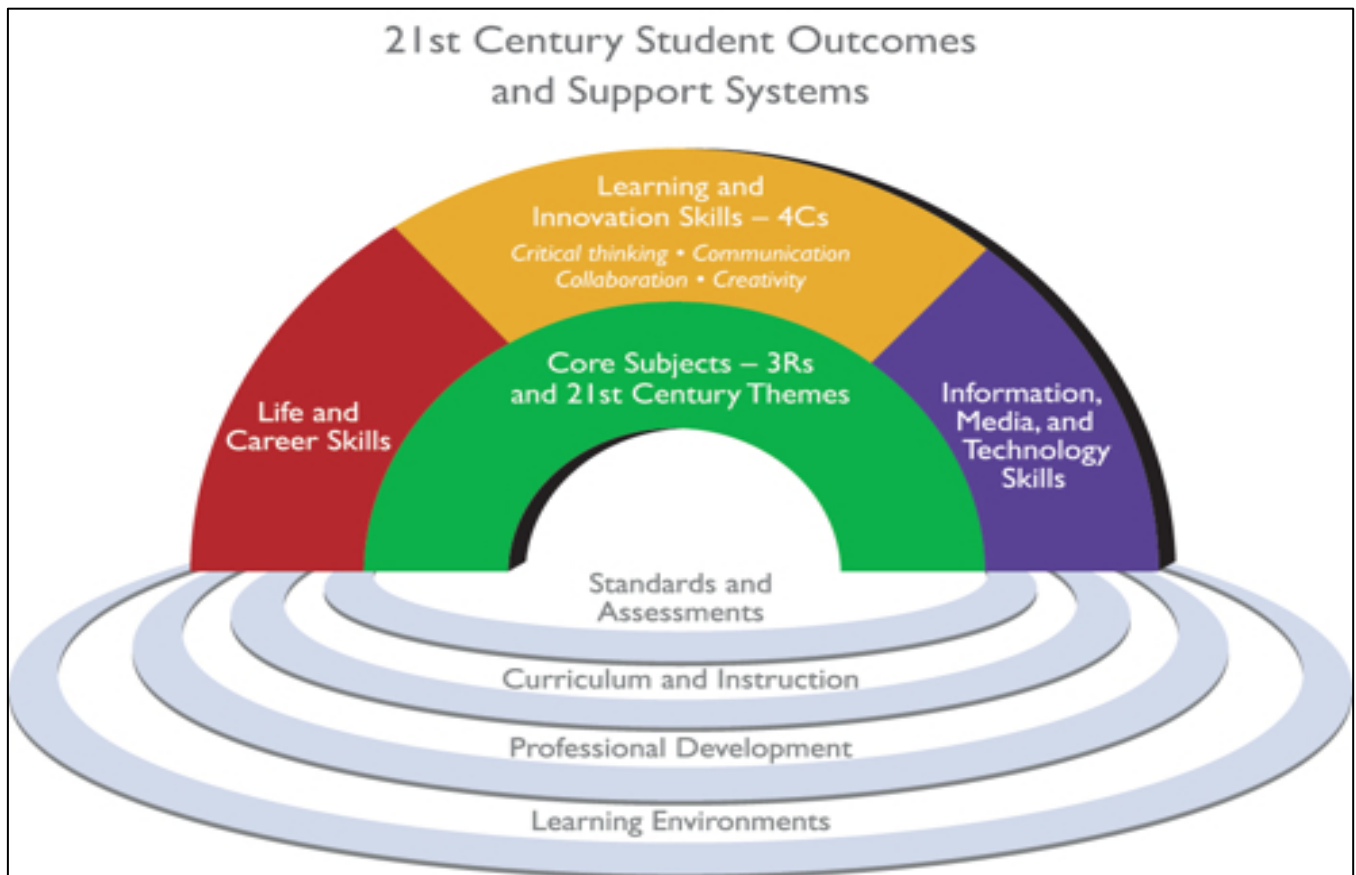 21st Century Student Outcomes
and Support Systems
Learning and
Innovation Skills – 4Cs
Critical thinking • Communication
Collaboration • Creativity
Core Subjects – 3Rs
and 21st Century Themes
Life and
Career Skills
Information,
Media, and
Technology
Skills
Standards and
Assessments
Curriculum and Instruction
Professional Development
Learning Environments